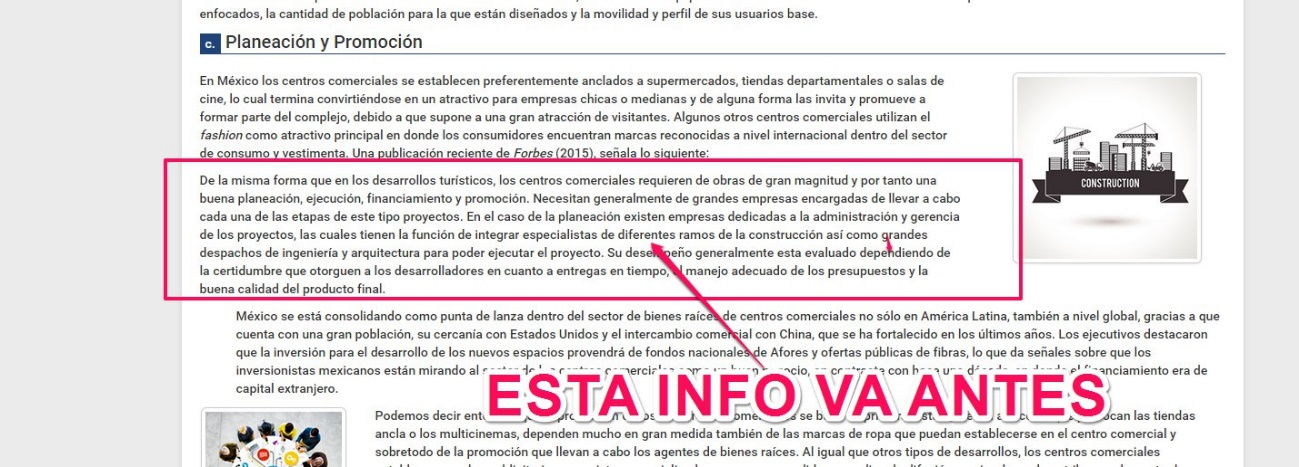 enfocados, la cantidad de población para la que están diseñados y la movilidad y perfil de sus usuarios base.
c. Planeación y Promoción
En México los centros comerciales se establecen preferentemente anclados a supermercados, tiendas departamentales o salas de
cine, lo cual termina convirtiéndose en un atractivo para empresas chicas o medianas y de alguna forma las invita y promueve a
formar parte del complejo, debido a que supone a una gran atracción de visitantes. Algunos otros centros comerciales utilizan el
fashion como atractivo principal en donde los consumidores encuentran marcas reconocidas a nivel internacional dentro del sector
de consumo y vestimenta. Una publicación reciente de Forbes (2015), señala lo siguiente:
CONSTRUCTION
De la misma forma que en los desarrollos turísticos, los centros comerciales requieren de obras de gran magnitud y por tanto una
buena planeación, ejecución, financiamiento y promoción. Necesitan generalmente de grandes empresas encargadas de llevar a cabo
cada una de las etapas de este tipo proyectos. En el caso de la planeación existen empresas dedicadas a la administración y gerencia
de los proyectos, las cuales tienen la función de integrar especialistas de diferentes ramos de la construcción así como grandes
despachos de ingeniería y arquitectura para poder ejecutar el proyecto. Su desempeño generalmente esta evaluado dependiendo de
la certidumbre que otorguen a los desarrolladores en cuanto a entregas en tiempo, el manejo adecuado de los presupuestos y la
buena calidad del producto final.
México se está consolidando como punta de lanza dentro del sector de bienes raíces de centros comerciales no sólo en América Latina, también a nivel global, gracias a que
cuenta con una gran población, su cercanía con Estados Unidos y el intercambio comercial con China, que se ha fortalecido en los últimos años. Los ejecutivos destacaron
que la inversión para el desarrollo de los nuevos espacios provendrá de fondos nacionales de Afores y ofertas públicas de fibras, lo que da señales sobre que los
inversionistas mexicanos están mirando al financiamiento era de
capital extranjero.
ESTA INFO VA ANTES
Podemos decir las tiendas
ancla o los multicinemas, dependen mucho en gran medida también de las marcas de ropa que puedan establecerse en el centro comercial y
sobretodo de la promoción que llevan a cabo los agentes de bienes raíces. Al igual que otros tipos de desarrollos, los centros comerciales